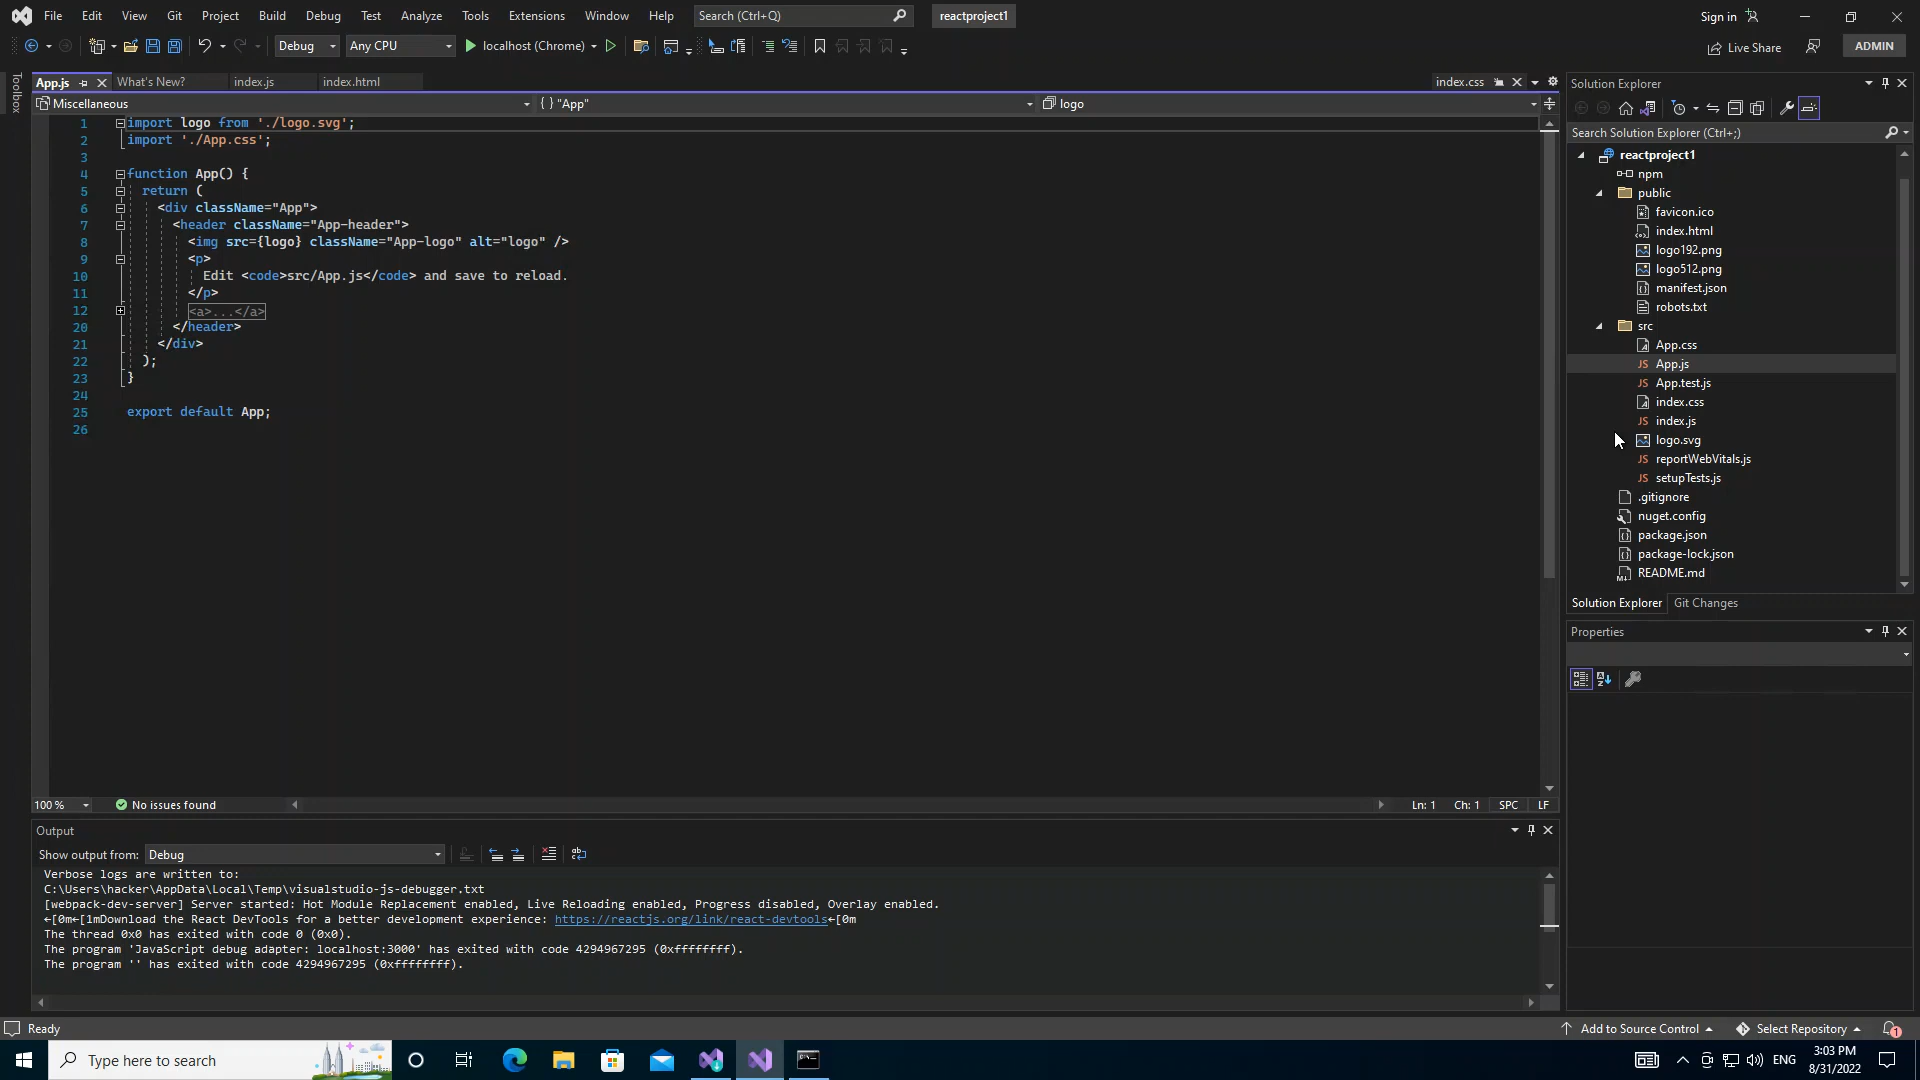 File Edit View Git Project Build Debug Test Analyze Tools Extensions Window Help Search (Ctrl+Q) reactproject1 Sign in
Debug Any CPU localhost (Chrome) Live Share ADMIN
Toolbox
App.js What's New? index.js index.html index.css
Miscellaneous { } "App" logo
1 import logo from './logo.svg';
2 import './App.css';
3
4 function App() {
5 return (
6 <div className="App">
7 <header className="App-header">
8 <img src={logo} className="App-logo" alt="logo" />
9 <p>
10 Edit <code>src/App.js</code> and save to reload.
11 </p>
12 <a>...</a>
20 </header>
21 </div>
22 );
23 }
24
25 export default App;
26
100 % No issues found Ln: 1 Ch: 1 SPC LF
Output
Show output from: Debug
Verbose logs are written to:
C:\Users\hacker\AppData\Local\Temp\visualstudio-js-debugger.txt
[webpack-dev-server] Server started: Hot Module Replacement enabled, Live Reloading enabled, Progress disabled, Overlay enabled.
←[0m←[1mDownload the React DevTools for a better development experience: https://reactjs.org/link/react-devtools←[0m
The thread 0x0 has exited with code 0 (0x0).
The program 'JavaScript debug adapter: localhost:3000' has exited with code 4294967295 (0xffffffff).
The program '' has exited with code 4294967295 (0xffffffff).
Solution Explorer
Search Solution Explorer (Ctrl+;)
reactproject1
npm
public
favicon.ico
index.html
logo192.png
logo512.png
manifest.json
robots.txt
src
App.css
JS App.js
JS App.test.js
index.css
JS index.js
logo.svg
JS reportWebVitals.js
JS setupTests.js
.gitignore
nuget.config
package.json
package-lock.json
README.md
Solution Explorer Git Changes
Properties
Ready Add to Source Control Select Repository 1
Type here to search ENG 3:03 PM
8/31/2022